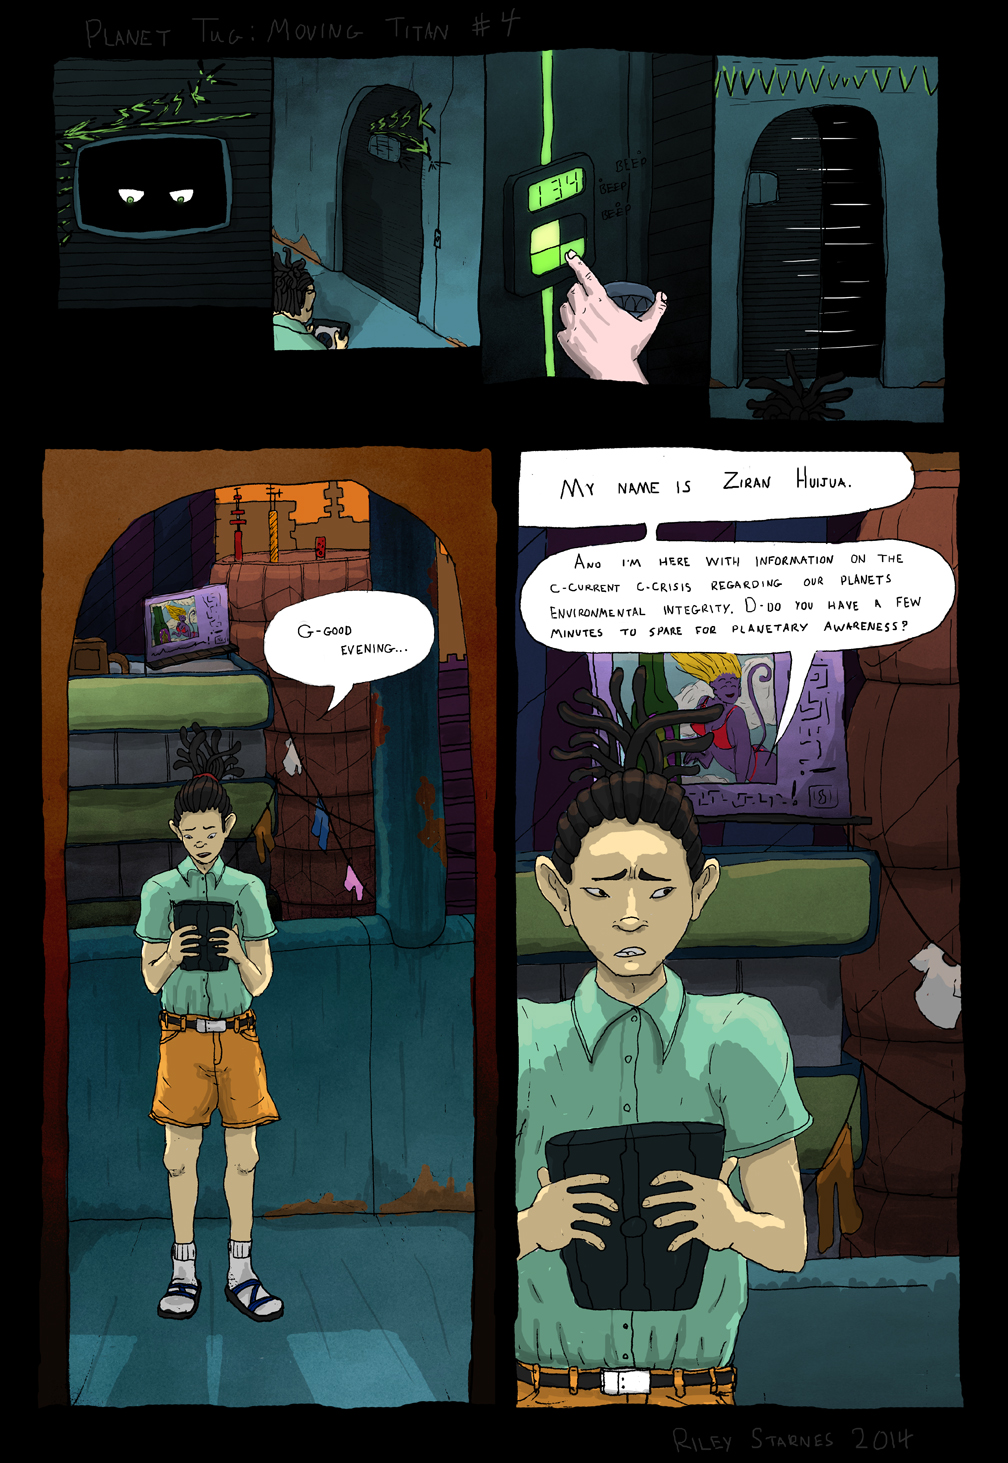 PLANET TUG: MOVING TITAN #4
SSSK
134
BEEP
BEEP
BEEP
G-GOOD
EVENING...
MY NAME IS ZIRAN HUIJUA.
AND I'M HERE WITH INFORMATION ON THE
C-CURRENT C-CRISIS REGARDING OUR PLANETS
ENVIRONMENTAL INTEGRITY. D-DO YOU HAVE A FEW
MINUTES TO SPARE FOR PLANETARY AWARENESS?
RILEY STARNES 2014